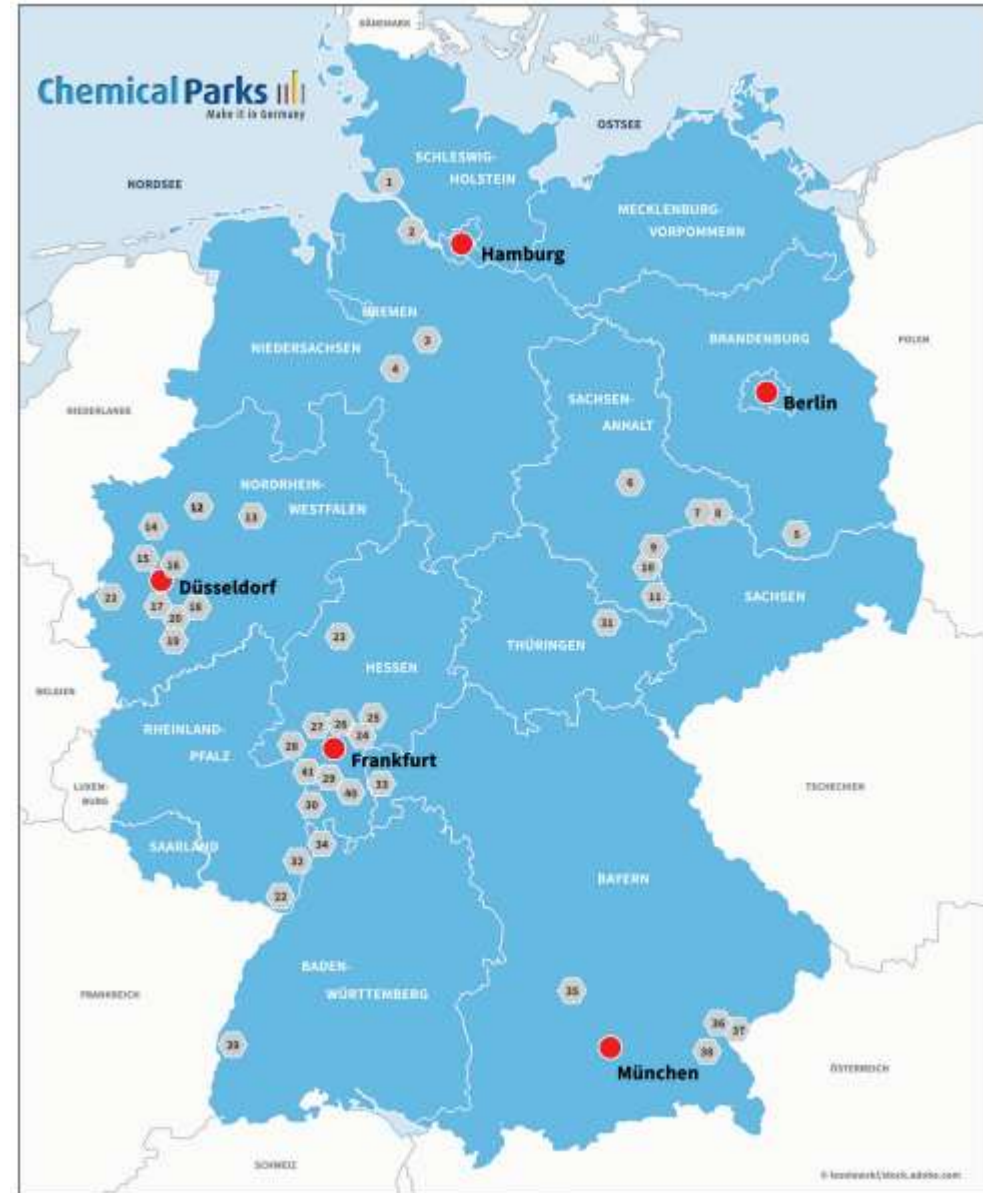 DÄNEMARK
Chemical Parks
Make it in Germany
OSTSEE
NORDSEE
SCHLESWIG-
HOLSTEIN
1
MECKLENBURG-
VORPOMMERN
2
Hamburg
BREMEN
NIEDERSACHSEN
3
4
BRANDENBURG
POLEN
NIEDERLANDE
SACHSEN-
ANHALT
Berlin
6
NORDRHEIN-
WESTFALEN
12
13
14
7
8
5
15
16
9
10
Düsseldorf
21
17
18
20
19
11
SACHSEN
31
THÜRINGEN
23
HESSEN
BELGIEN
RHEINLAND-
PFALZ
27
26
25
24
28
Frankfurt
LUXEM-
BURG
41
29
33
40
30
TSCHECHIEN
SAARLAND
34
32
22
BAYERN
FRANKREICH
BADEN-
WÜRTTEMBERG
35
36
37
38
39
München
ÖSTERREICH
SCHWEIZ